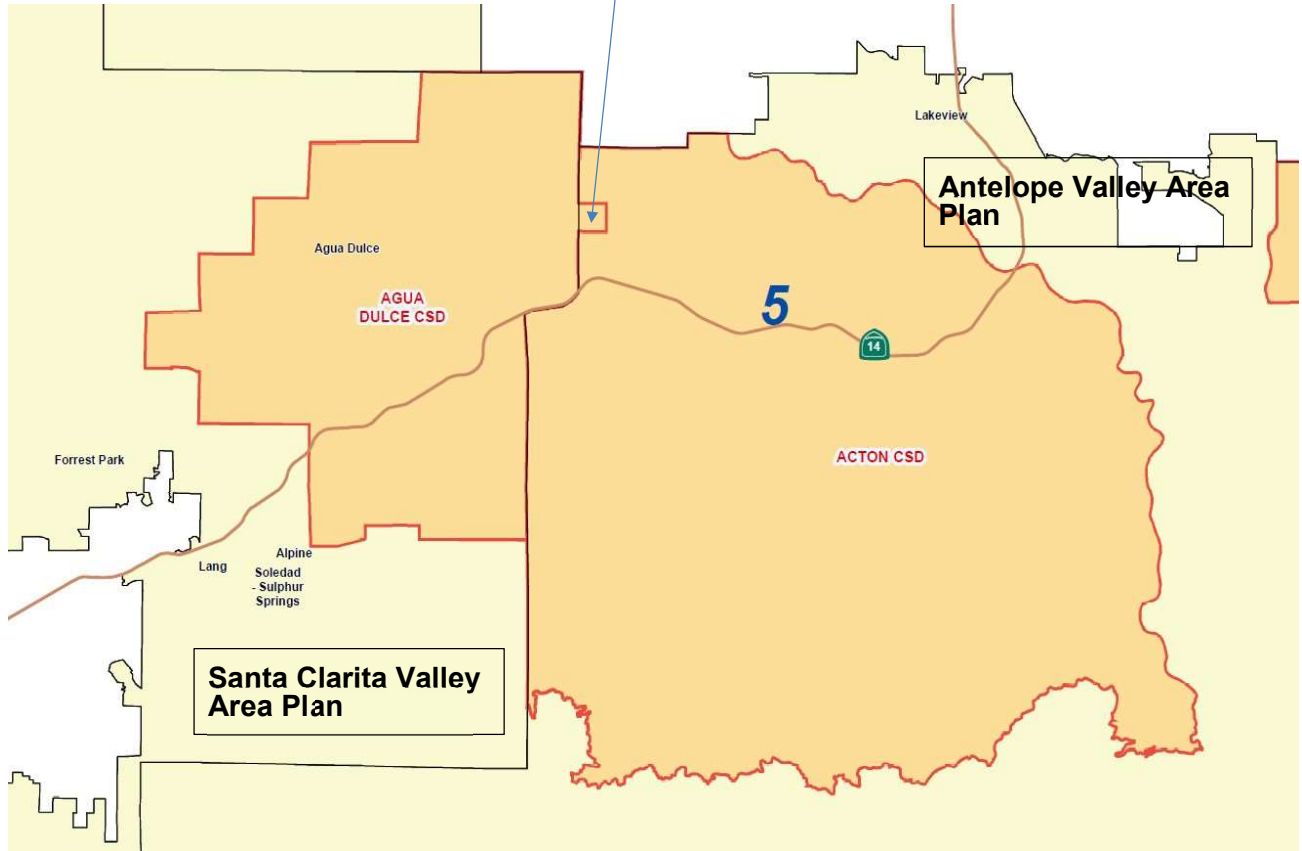 Lakeview
Antelope Valley Area
Plan
Agua Dulce
AGUA
DULCE CSD
5
14
ACTON CSD
Forrest Park
Alpine
Lang
Soledad
- Sulphur
Springs
Santa Clarita Valley
Area Plan